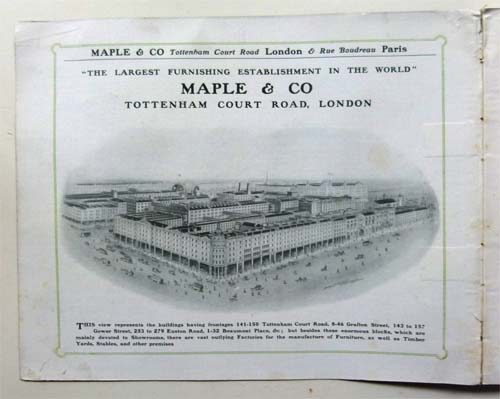 MAPLE & CO Tottenham Court Road London & Rue Boudreau Paris
"THE LARGEST FURNISHING ESTABLISHMENT IN THE WORLD"
MAPLE & CO
TOTTENHAM COURT ROAD, LONDON
THIS view represents the buildings having frontages 141-150 Tottenham Court Road, 8-46 Grafton Street, 143 to 157
Gower Street, 253 to 279 Euston Road, 1-32 Beaumont Place, &c; but besides these enormous blocks, which are
mainly devoted to Showrooms, there are vast outlying Factories for the manufacture of Furniture, as well as Timber
Yards, Stables, and other premises